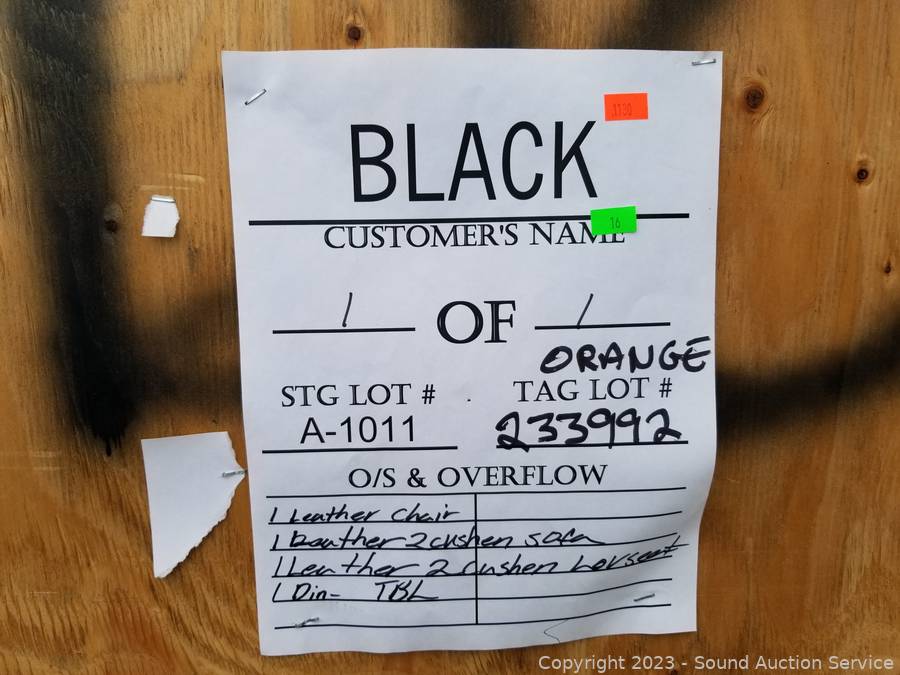 1130
BLACK
16
CUSTOMER'S NAME
1 OF 1
ORANGE
STG LOT # TAG LOT #
A-1011 233992
O/S & OVERFLOW
1 Leather Chair
1 Leather 2 cushen sofa
1 Leather 2 Cushen Lovseat
1 Din- TBL
Copyright 2023 - Sound Auction Service